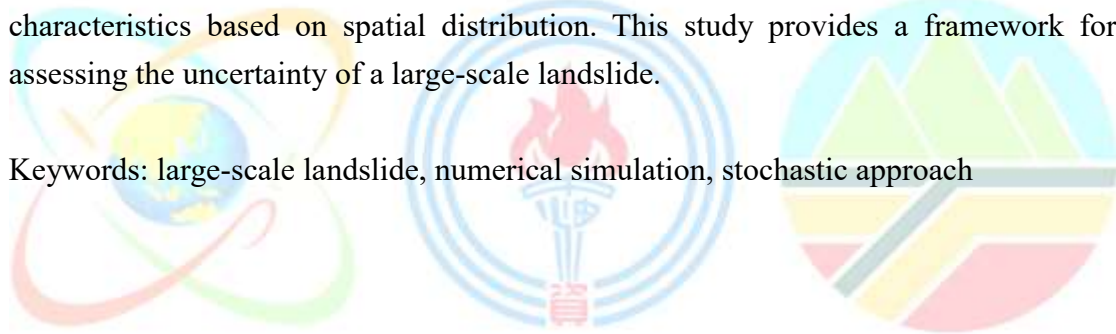 characteristics based on spatial distribution. This study provides a framework for
assessing the uncertainty of a large-scale landslide.
Keywords: large-scale landslide, numerical simulation, stochastic approach